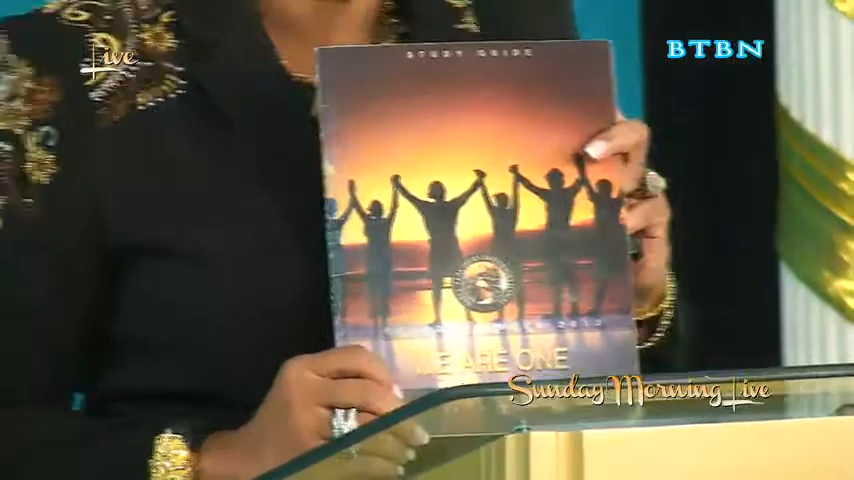 Live
BTBN
STUDY GUIDE
WE ARE ONE
Sunday Morning Live